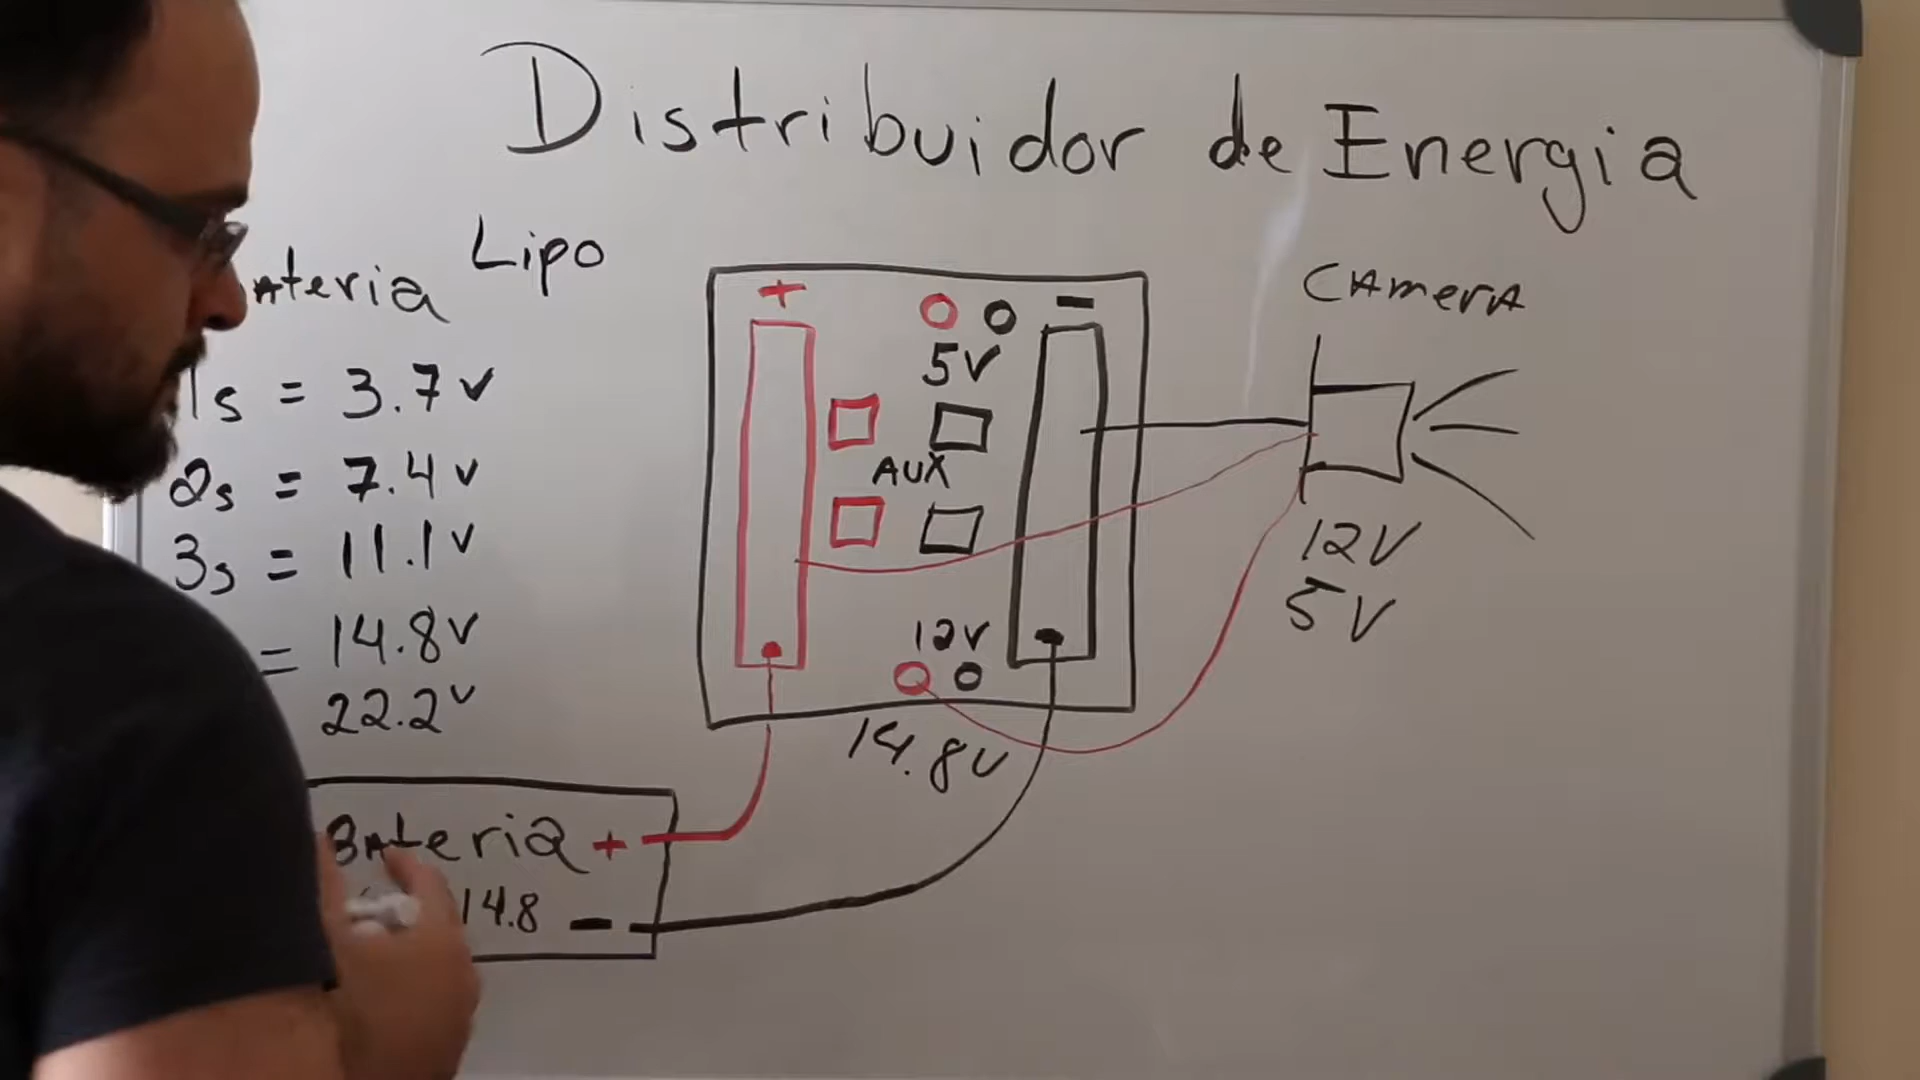 Distribuidor de Energia
Lipo
1s = 3.7v
2s = 7.4v
3s = 11.1v
= 14.8v
22.2v
+ -
5V
AUX
12V
14.8V
CAmerA
12V
5V
BAteria +
14.8 -